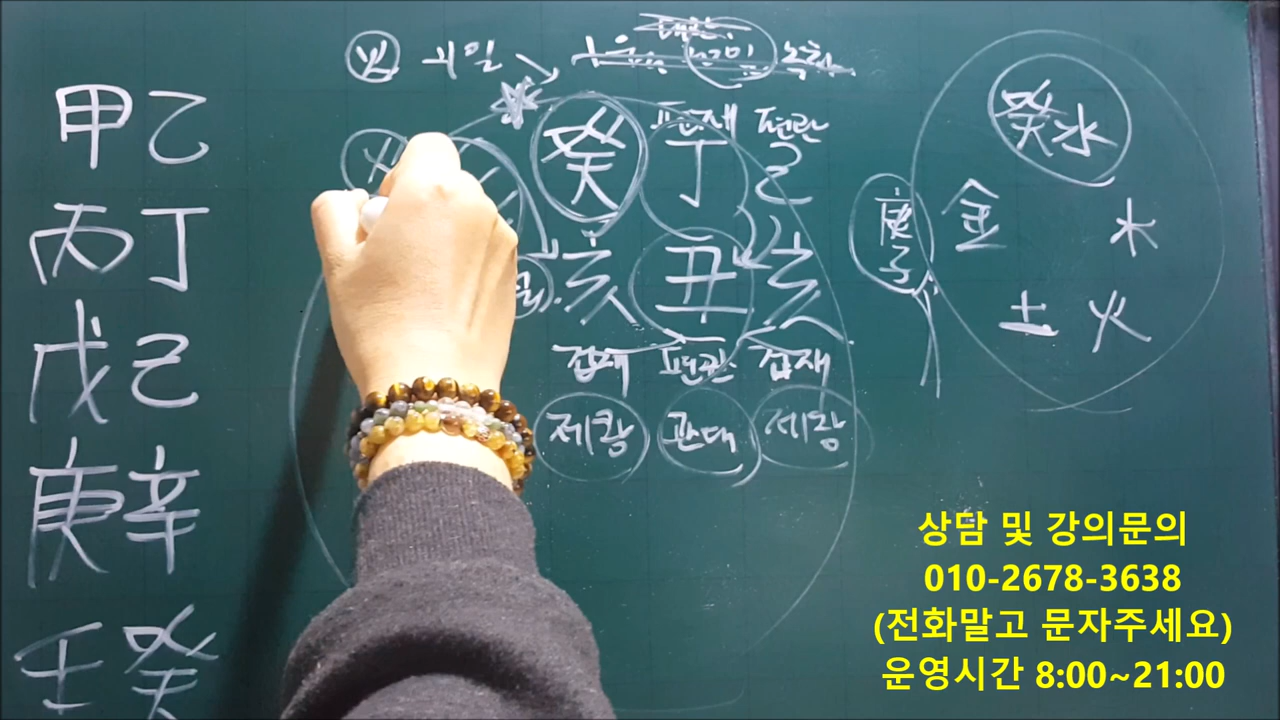 甲乙
丙丁
戊己
庚辛
壬癸
火
편재 편관
癸 丁 己
亥 丑 亥
겁재 편관 겁재
제왕 관대 제왕
癸水
庚子
金 木
土 火
상담 및 강의문의
010-2678-3638
(전화말고 문자주세요)
운영시간 8:00~21:00